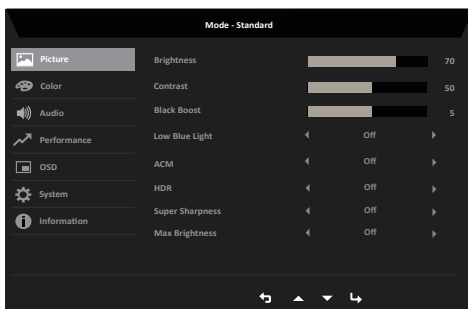 Mode - Standard
Picture
Brightness 70
Color
Contrast 50
Audio
Black Boost 5
Performance
Low Blue Light Off
OSD
ACM Off
System
HDR Off
Information
Super Sharpness Off
Max Brightness Off